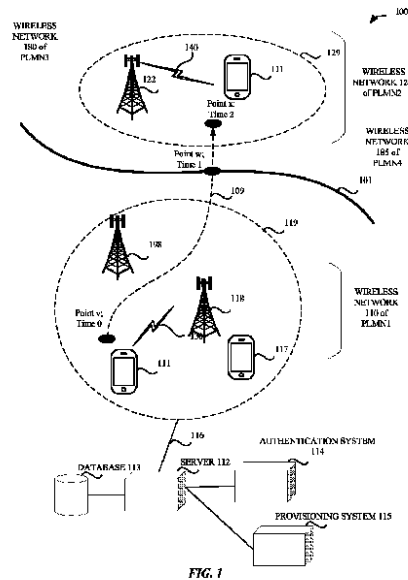 100
WIRELESS
NETWORK
180 of
PLMN3
129
140
111
122
WIRELESS
NETWORK 12
of PLMN2
Point x;
Time 2
WIRELESS
NETWORK
185 of
PLMN4
Point w;
Time 1
101
109
119
198
118
WIRELESS
NETWORK
110 of
PLMN1
Point v;
Time 0
117
111
116
AUTHENTICATION SYSTEM
114
DATABASE 113
SERVER 112
PROVISIONING SYSTEM 115
FIG. 1